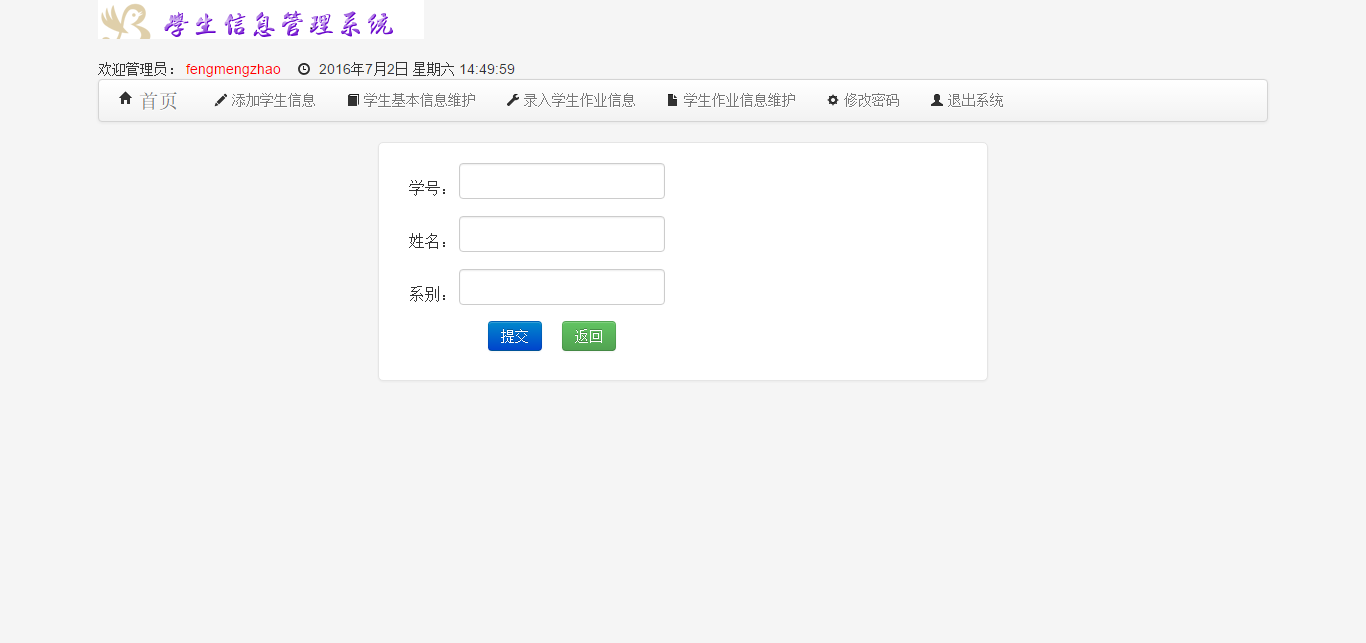 學生信息管理系统
欢迎管理员： fengmengzhao 2016年7月2日 星期六 14:49:59
首页 添加学生信息 学生基本信息维护 录入学生作业信息 学生作业信息维护 修改密码 退出系统
学号：
姓名：
系别：
提交 返回